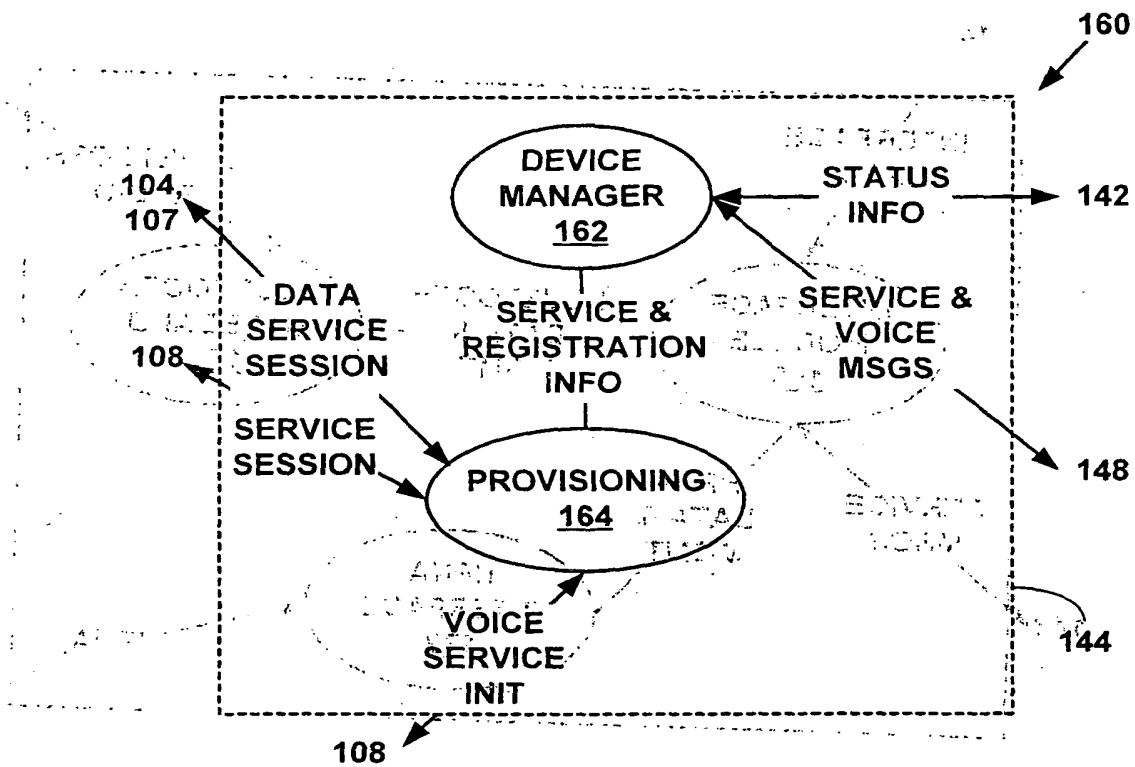 160
DEVICE
MANAGER
162
STATUS
INFO
142
104,
107
DATA
SERVICE
SESSION
SERVICE &
REGISTRATION
INFO
SERVICE &
VOICE
MSGS
108
SERVICE
SESSION
PROVISIONING
164
148
VOICE
SERVICE
INIT
144
108